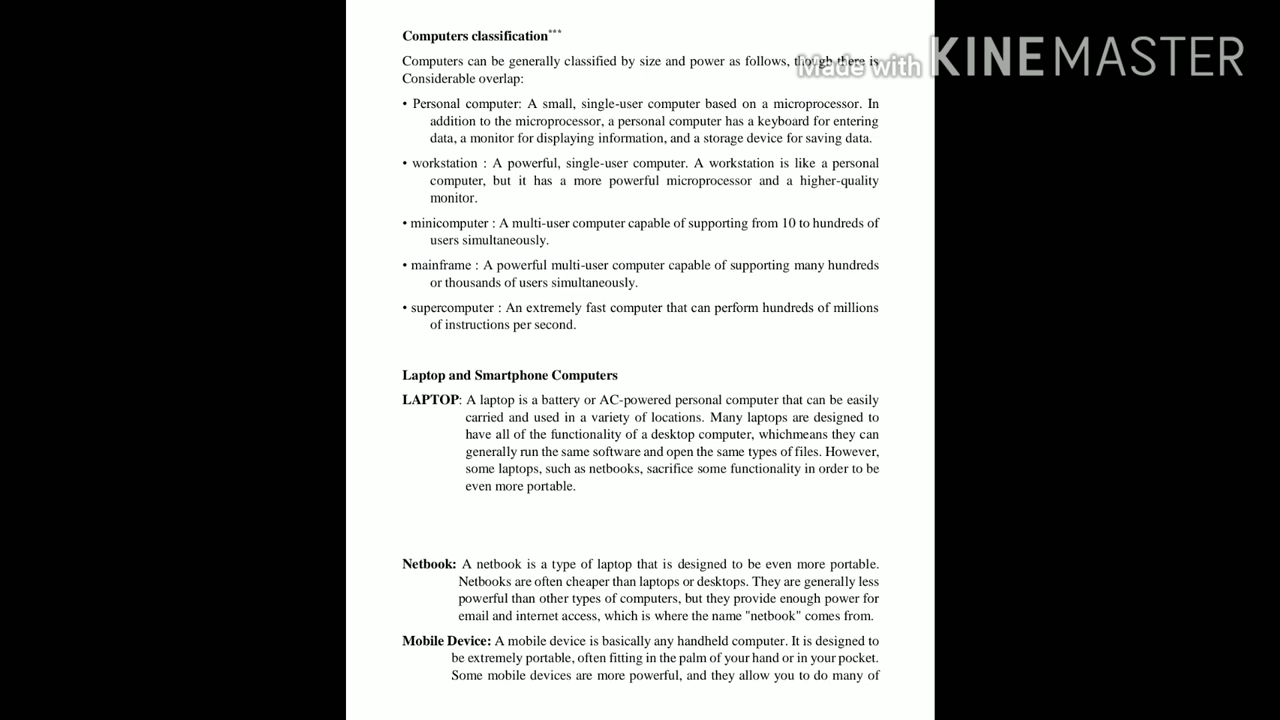 Computers classification***
Made with KINEMASTER
Computers can be generally classified by size and power as follows, though there is
Considerable overlap:
• Personal computer: A small, single-user computer based on a microprocessor. In
addition to the microprocessor, a personal computer has a keyboard for entering
data, a monitor for displaying information, and a storage device for saving data.
• workstation : A powerful, single-user computer. A workstation is like a personal
computer, but it has a more powerful microprocessor and a higher-quality
monitor.
• minicomputer : A multi-user computer capable of supporting from 10 to hundreds of
users simultaneously.
• mainframe : A powerful multi-user computer capable of supporting many hundreds
or thousands of users simultaneously.
• supercomputer : An extremely fast computer that can perform hundreds of millions
of instructions per second.
Laptop and Smartphone Computers
LAPTOP: A laptop is a battery or AC-powered personal computer that can be easily
carried and used in a variety of locations. Many laptops are designed to
have all of the functionality of a desktop computer, whichmeans they can
generally run the same software and open the same types of files. However,
some laptops, such as netbooks, sacrifice some functionality in order to be
even more portable.
Netbook: A netbook is a type of laptop that is designed to be even more portable.
Netbooks are often cheaper than laptops or desktops. They are generally less
powerful than other types of computers, but they provide enough power for
email and internet access, which is where the name "netbook" comes from.
Mobile Device: A mobile device is basically any handheld computer. It is designed to
be extremely portable, often fitting in the palm of your hand or in your pocket.
Some mobile devices are more powerful, and they allow you to do many of